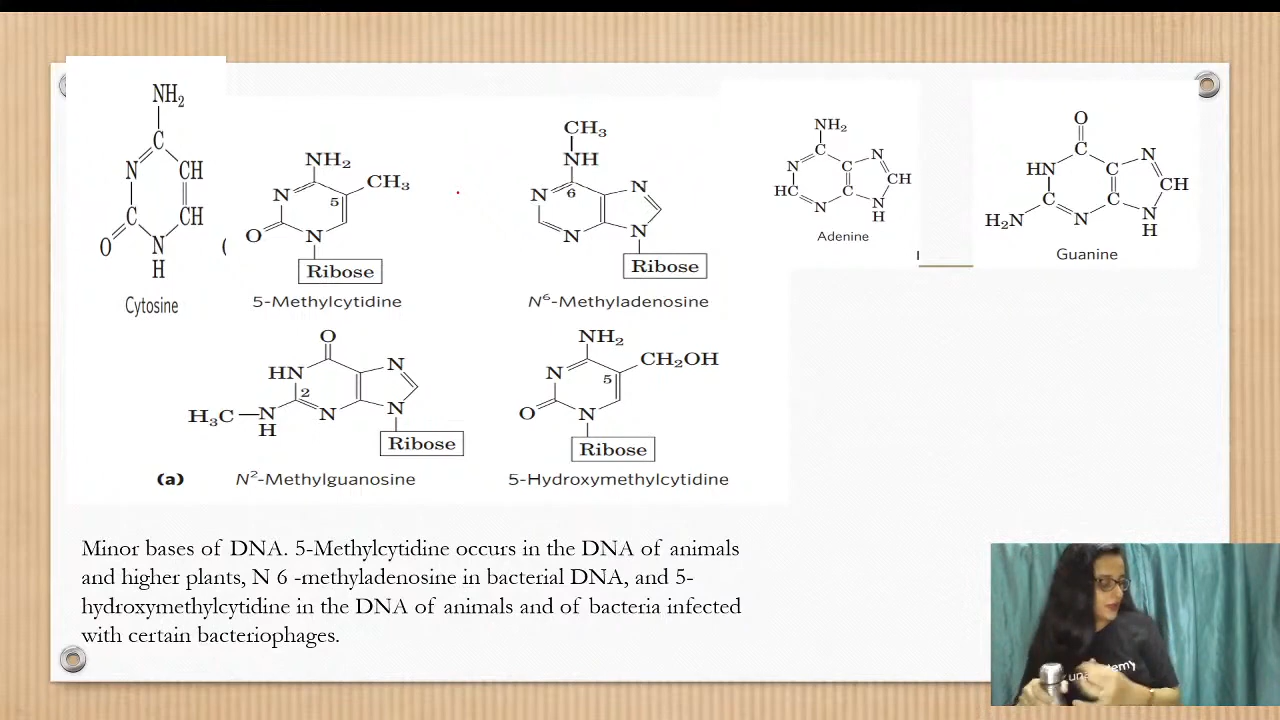 NH2
C
N
CH
C
CH
O
N
H
Cytosine
(
NH2
N
5
CH3
O
N
Ribose
5-Methylcytidine
CH3
NH
N
6
N
N
N
Ribose
N6-Methyladenosine
NH2
C
N
C
N
HC
C
CH
N
N
H
Adenine
O
C
HN
C
N
C
C
CH
H2N
N
N
H
Guanine
O
HN
2
N
H3C
N
H
N
N
Ribose
(a)
N2-Methylguanosine
NH2
N
5
CH2OH
O
N
Ribose
5-Hydroxymethylcytidine
Minor bases of DNA. 5-Methylcytidine occurs in the DNA of animals
and higher plants, N 6 -methyladenosine in bacterial DNA, and 5-
hydroxymethylcytidine in the DNA of animals and of bacteria infected
with certain bacteriophages.